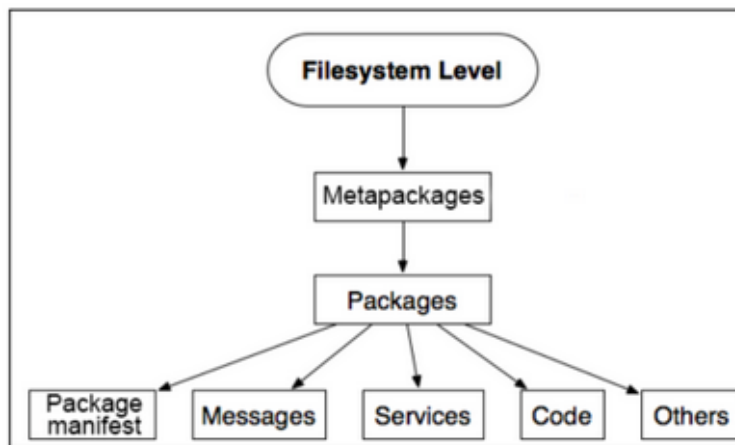 Filesystem Level
Metapackages
Packages
Package
manifest
Messages
Services
Code
Others